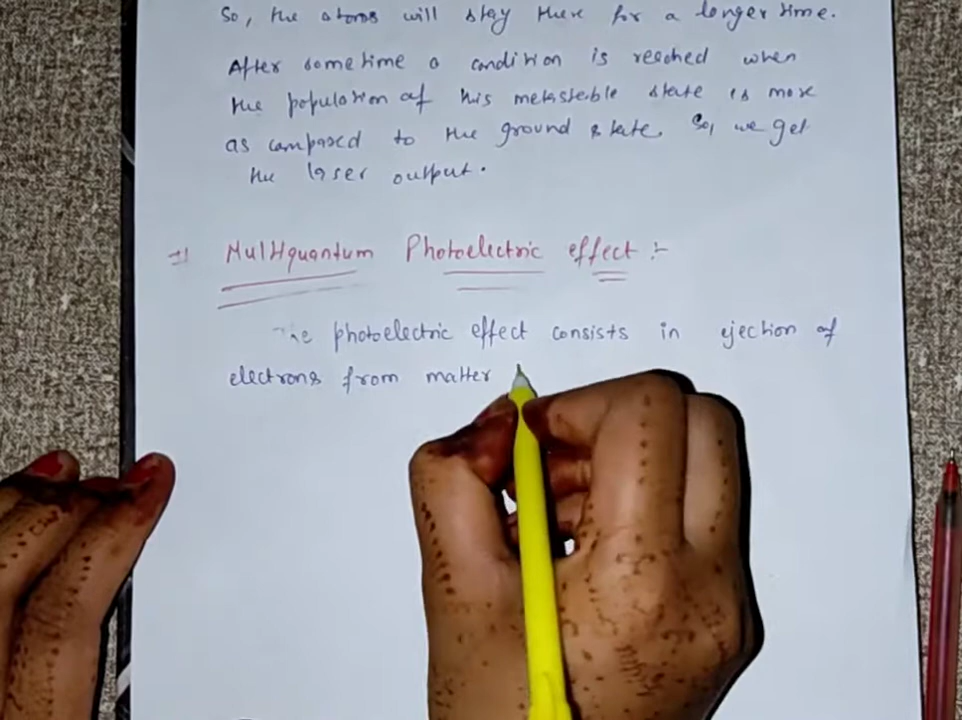 So, the atoms will stay there for a longer time.
After sometime a condition is reached when
the population of this metastable state is more
as compared to the ground state. So, we get
the laser output.
Multiquantum Photoelectric effect :-
The photoelectric effect consists in ejection of
electrons from matter